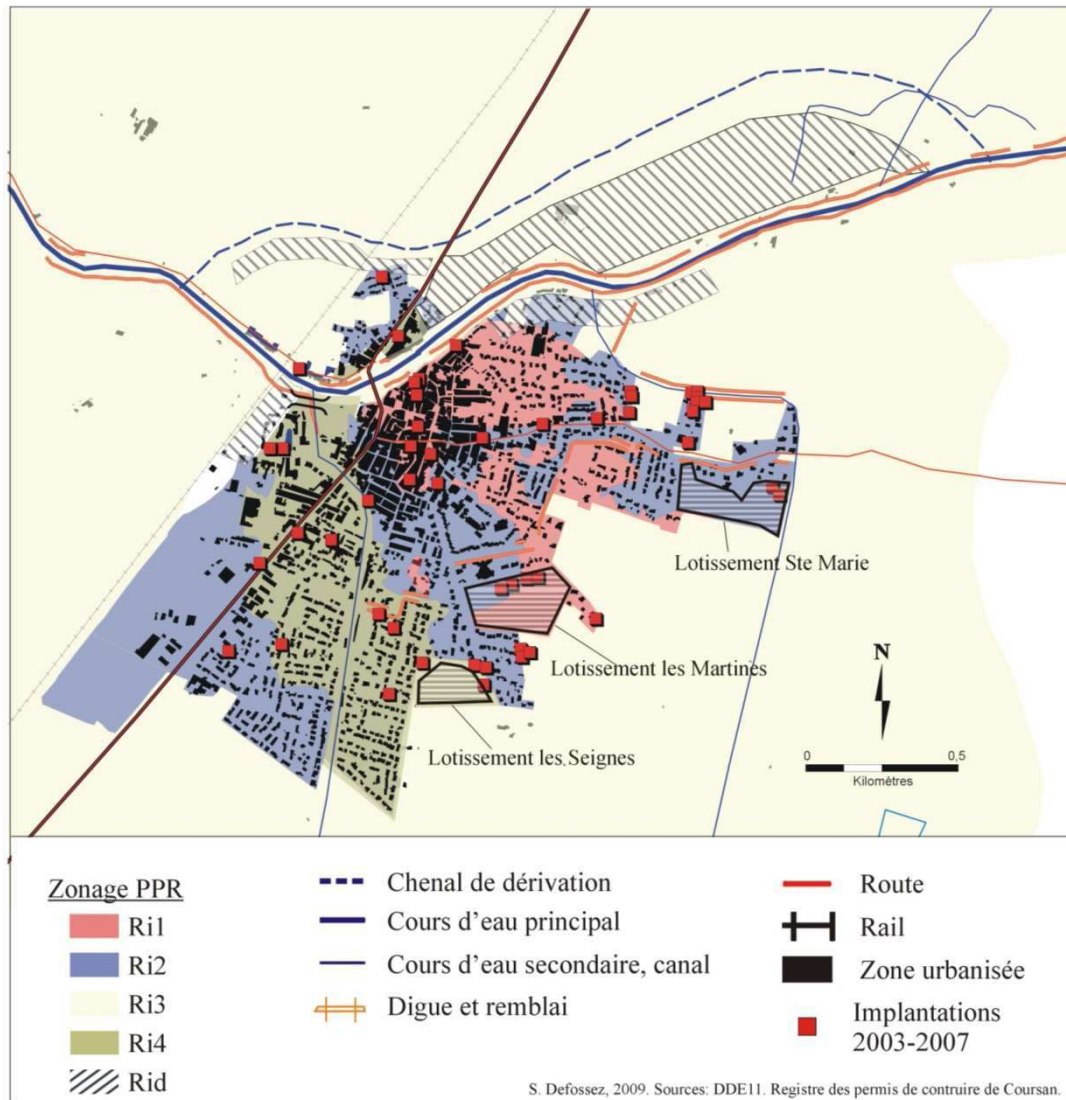 Lotissement Ste Marie
Lotissement les Martines
Lotissement les Seignes
N
0 0,5
Kilomètres
Zonage PPR
Ri1
Ri2
Ri3
Ri4
Rid
Chenal de dérivation
Cours d'eau principal
Cours d'eau secondaire, canal
Digue et remblai
Route
Rail
Zone urbanisée
Implantations
2003-2007
S. Defossez, 2009. Sources: DDE11. Registre des permis de contruire de Coursan.